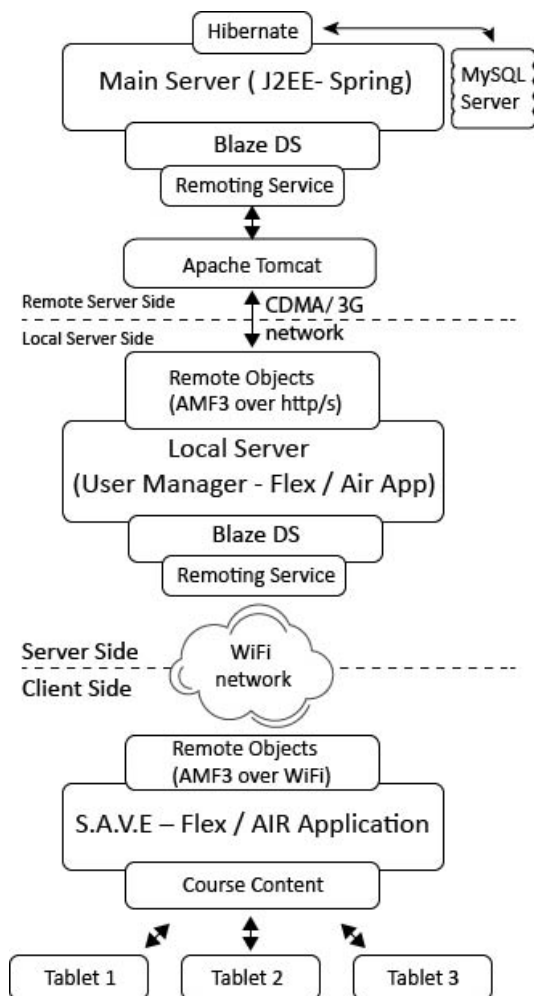 Hibernate
Main Server ( J2EE- Spring)
MySQL
Server
Blaze DS
Remoting Service
Apache Tomcat
Remote Server Side
CDMA/ 3G
network
Local Server Side
Remote Objects
(AMF3 over http/s)
Local Server
(User Manager - Flex / Air App)
Blaze DS
Remoting Service
Server Side
WiFi
network
Client Side
Remote Objects
(AMF3 over WiFi)
S.A.V.E – Flex / AIR Application
Course Content
Tablet 1
Tablet 2
Tablet 3